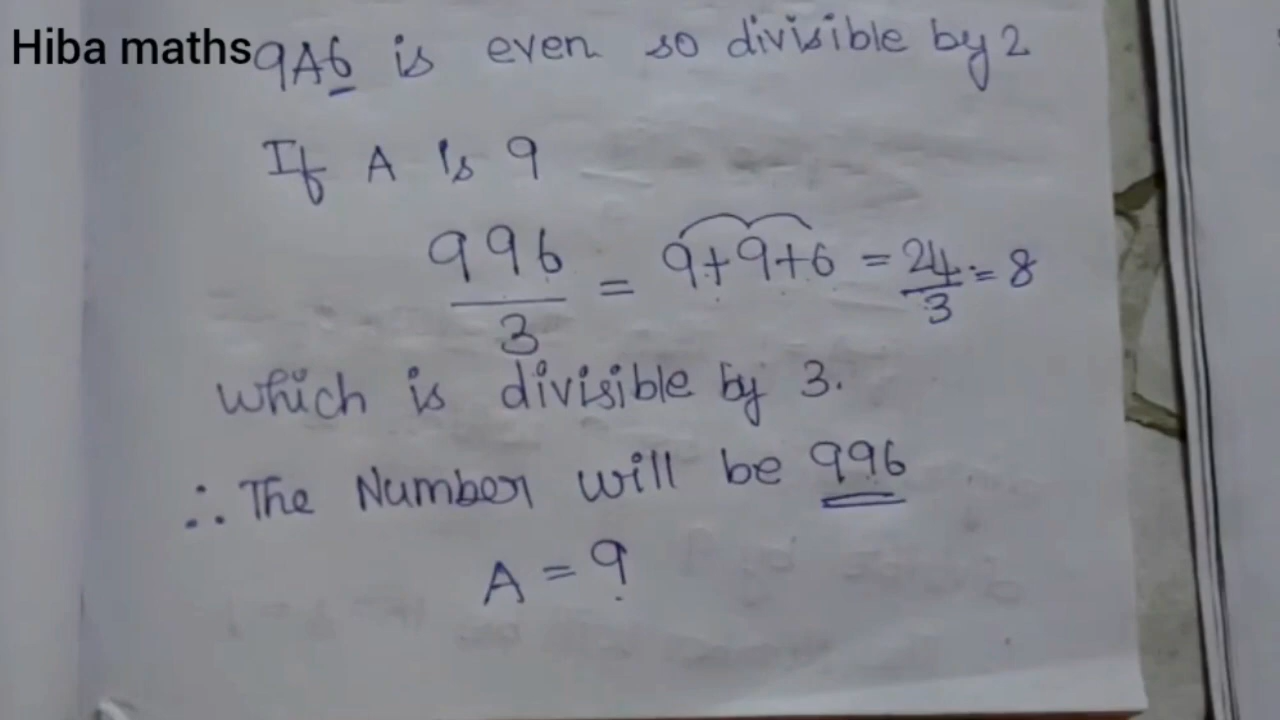 Hiba maths
9A6 is even so divisible by 2
If A is 9
996/3 = 9+9+6 = 24/3 = 8
which is divisible by 3.
∴ The Number will be 996
A = 9